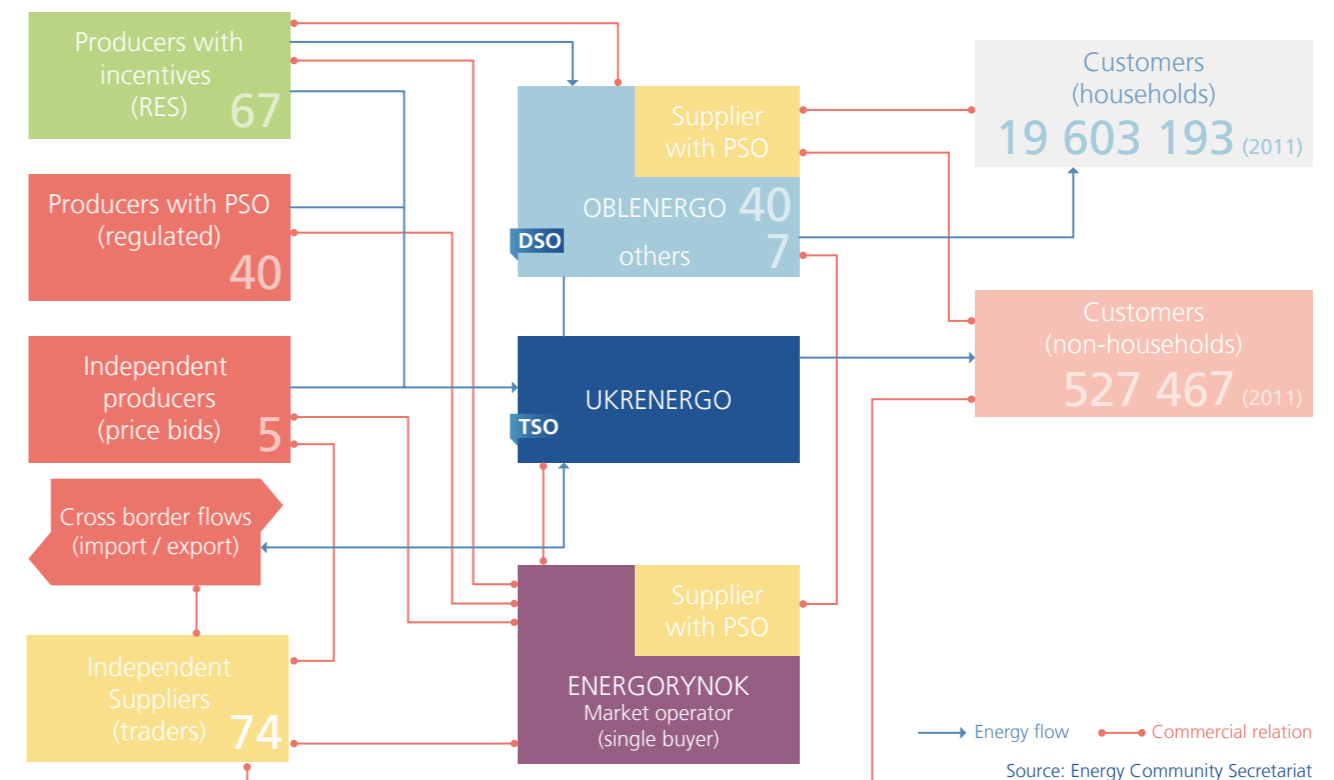 Producers with
incentives
(RES) 67
Producers with PSO
(regulated)
40
Independent
producers
(price bids) 5
Cross border flows
(import / export)
Independent
Suppliers
(traders) 74
Supplier
with PSO
OBLENERGO 40
DSO
others 7
UKRENERGO
TSO
Supplier
with PSO
ENERGORYNOK
Market operator
(single buyer)
Customers
(households)
19 603 193 (2011)
Customers
(non-households)
527 467 (2011)
Energy flow Commercial relation
Source: Energy Community Secretariat